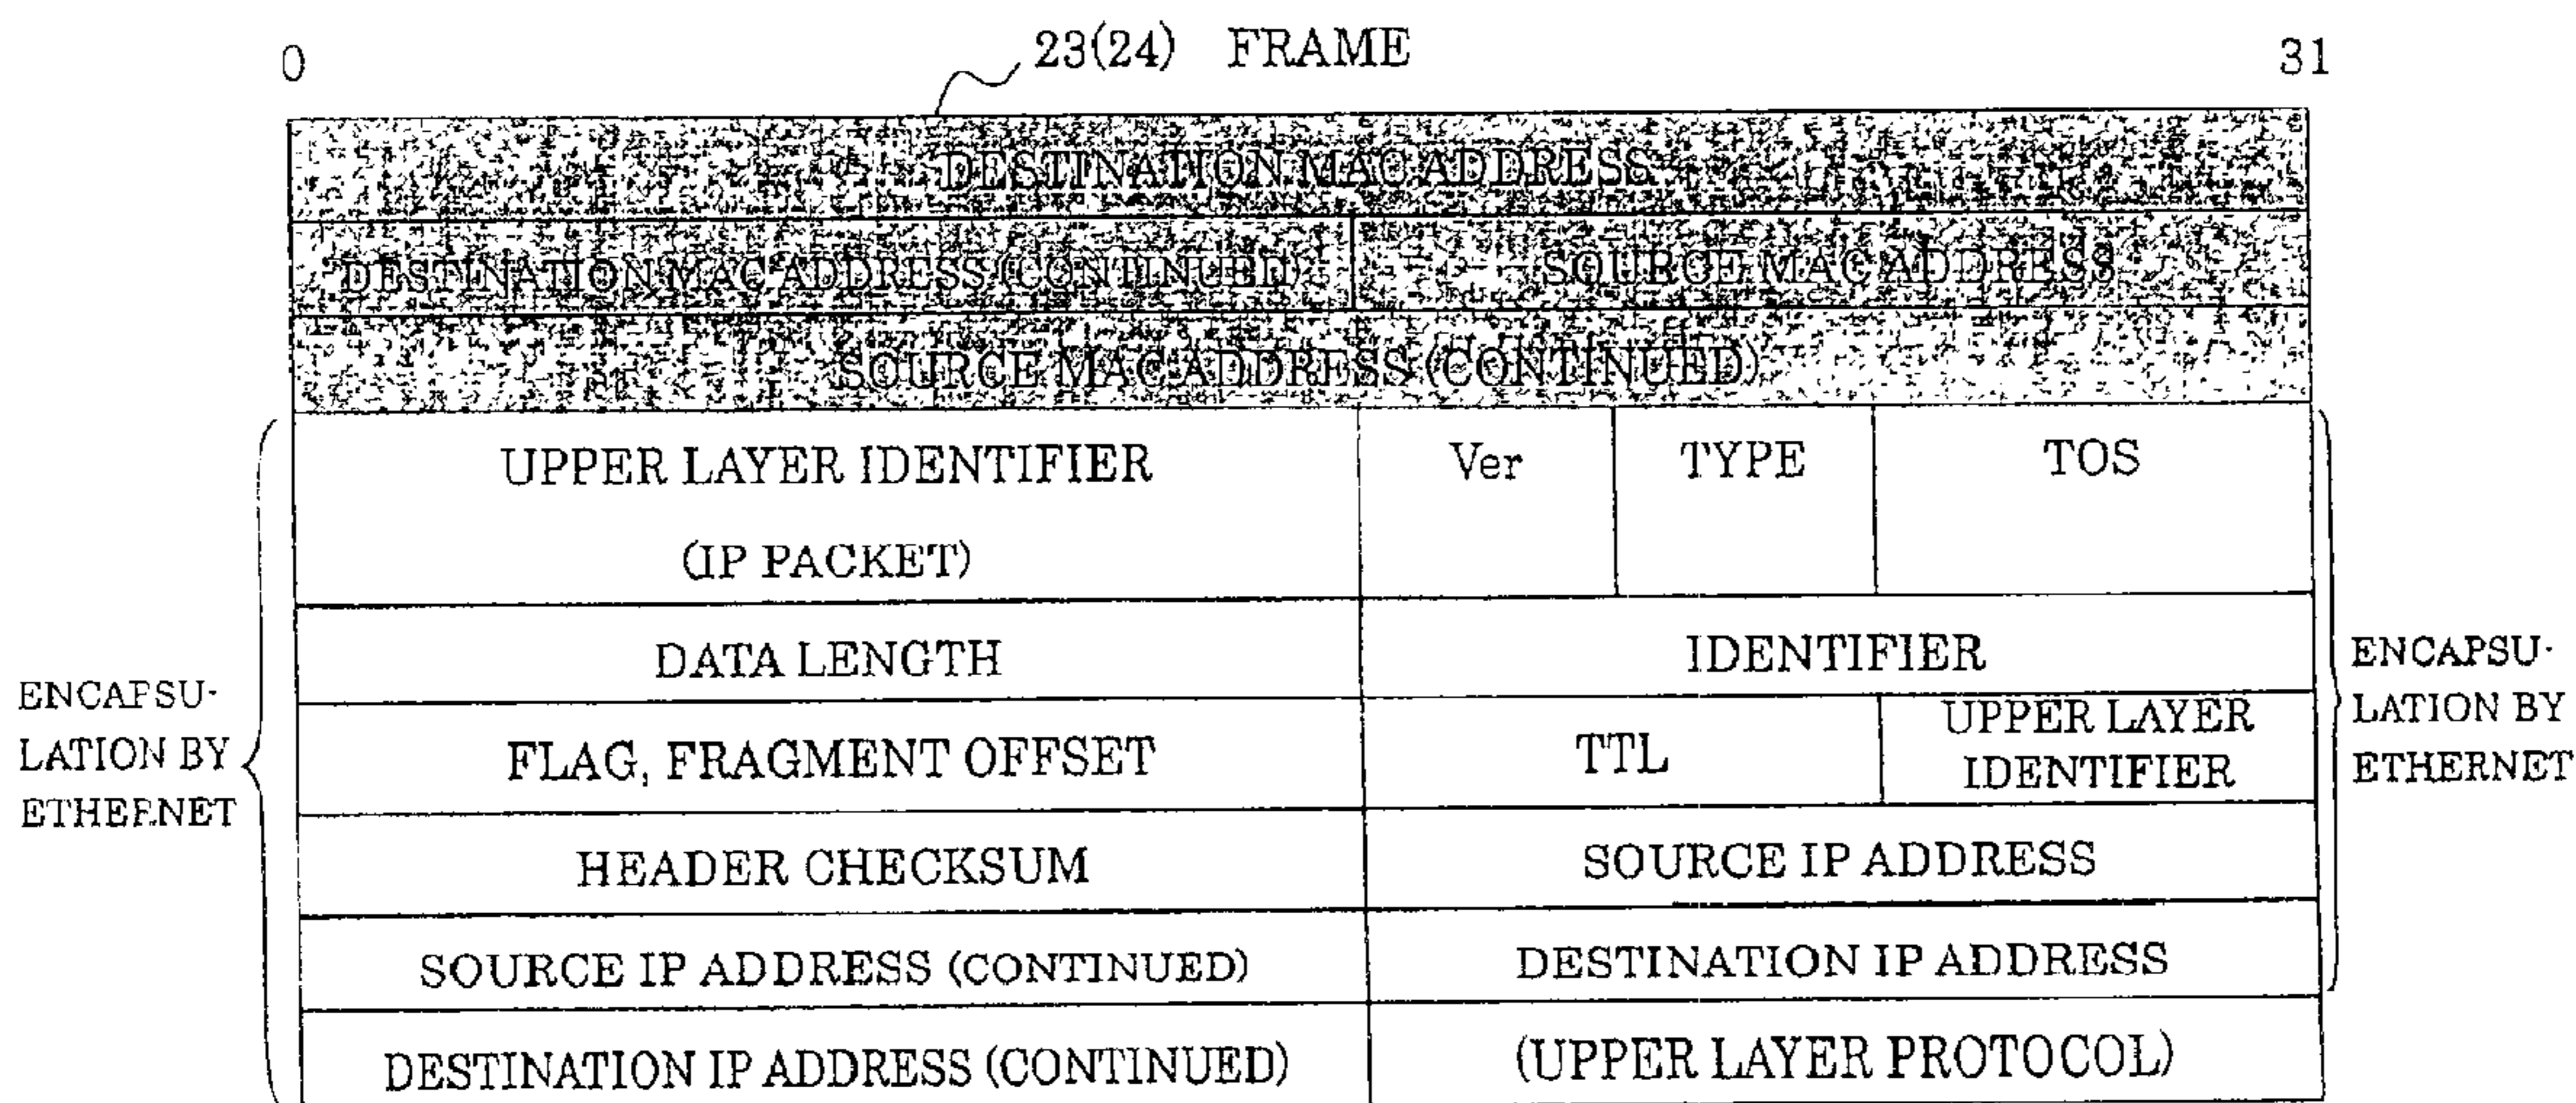 0
23(24) FRAME
31
DESTINATION MAC ADDRESS
DESTINATION MAC ADDRESS (CONTINUED)
SOURCE MAC ADDRESS
SOURCE MAC ADDRESS (CONTINUED)
UPPER LAYER IDENTIFIER
(IP PACKET)
Ver
TYPE
TOS
DATA LENGTH
IDENTIFIER
FLAG, FRAGMENT OFFSET
TTL
UPPER LAYER
IDENTIFIER
HEADER CHECKSUM
SOURCE IP ADDRESS
SOURCE IP ADDRESS (CONTINUED)
DESTINATION IP ADDRESS
DESTINATION IP ADDRESS (CONTINUED)
(UPPER LAYER PROTOCOL)
ENCAPSU-
LATION BY
ETHERNET
ENCAPSU-
LATION BY
ETHERNET